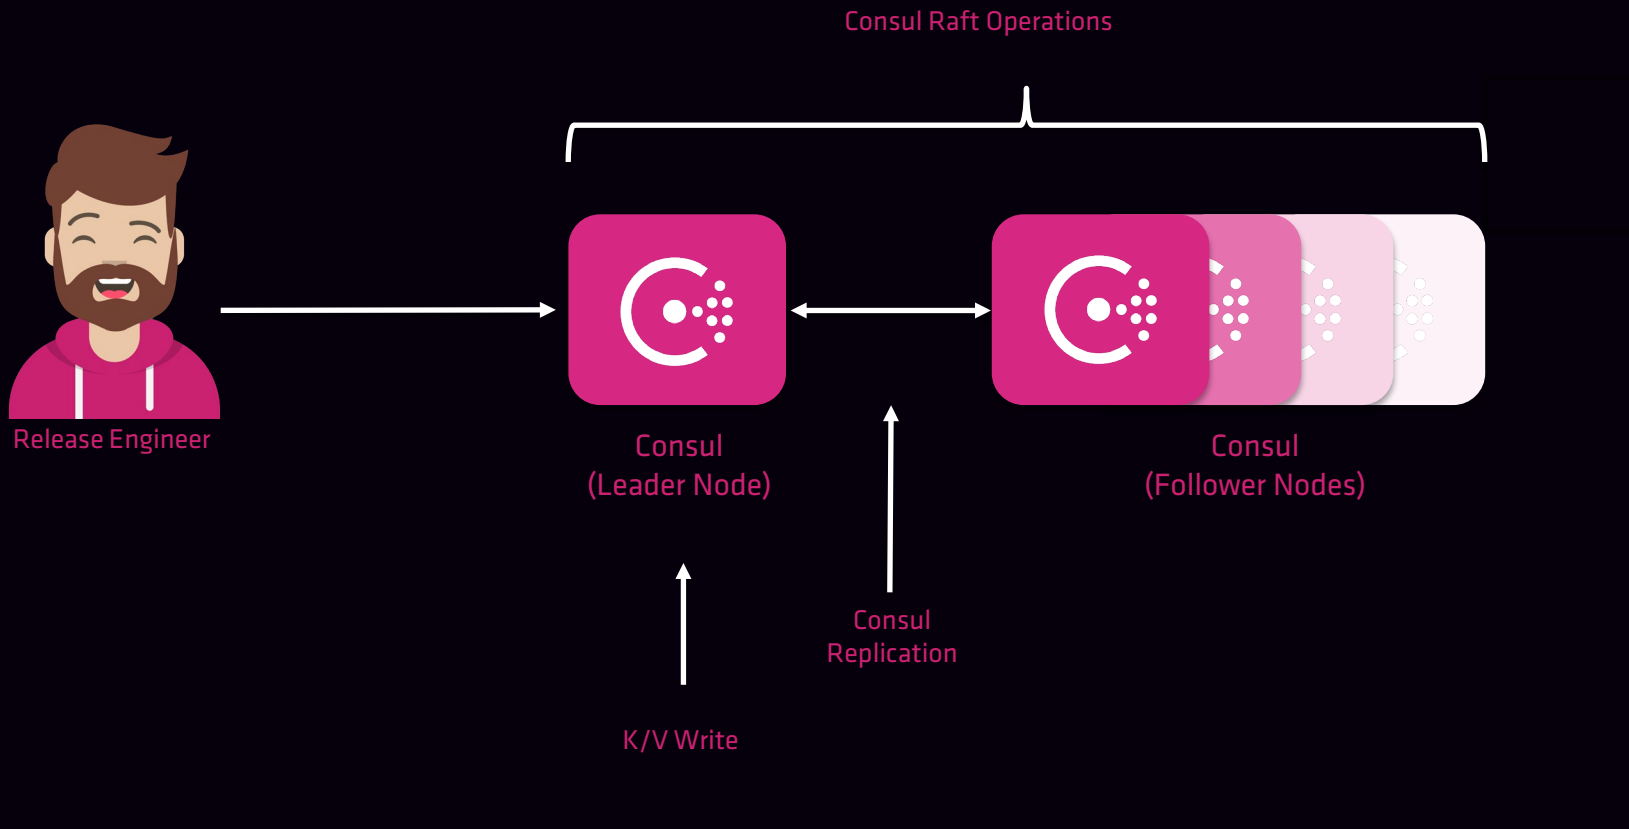 Consul Raft Operations
Release Engineer
Consul
(Leader Node)
Consul
(Follower Nodes)
Consul
Replication
K/V Write